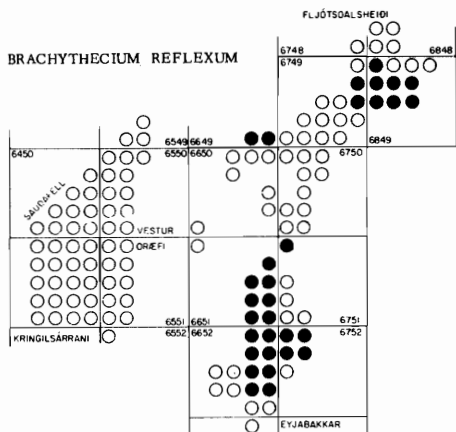 FLJÓTSDALSHEIÐI
6748 6848
BRACHYTHECIUM REFLEXUM
6749
6549 6649 6849
6450 6550 6650 6750
SAUÐAFELL
VESTUR
ÖRÆFI
6551 6651 6751
KRINGILSÁRRANI 6552 6652 6752
EYJABAKKAR